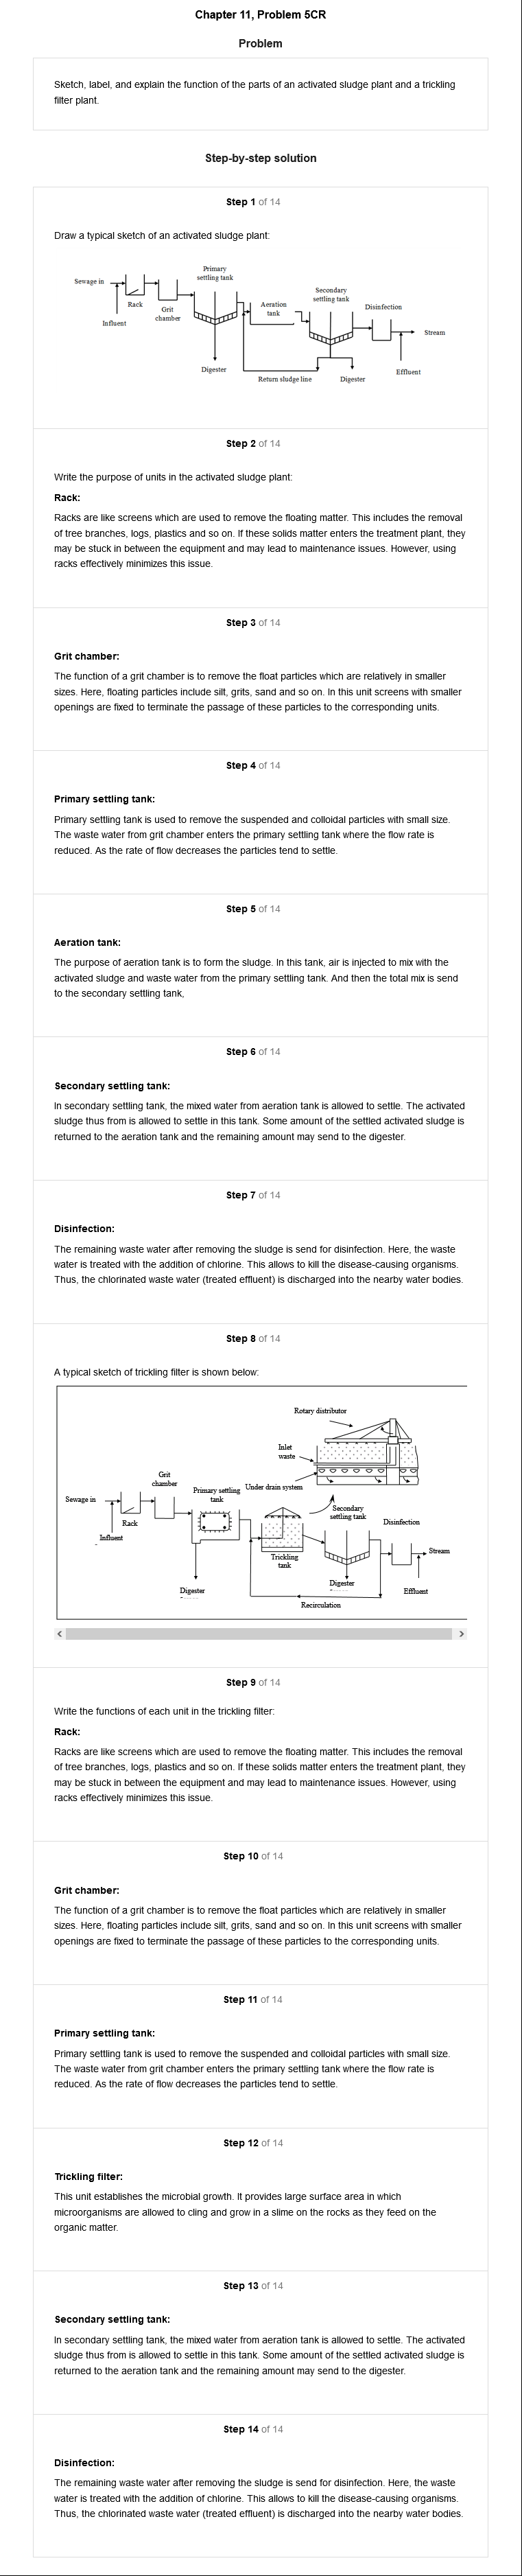 Chapter 11, Problem 5CR
Problem
Sketch, label, and explain the function of the parts of an activated sludge plant and a trickling
filter plant.
Step-by-step solution
Step 1 of 14
Draw a typical sketch of an activated sludge plant:
Primary
settling tank
Sewage in
Secondary
settling tank
Rack
Aeration
tank
Disinfection
Grit
chamber
Influent
Stream
Digester
Effluent
Return sludge line
Digester
Step 2 of 14
Write the purpose of units in the activated sludge plant:
Rack:
Racks are like screens which are used to remove the floating matter. This includes the removal
of tree branches, logs, plastics and so on. If these solids matter enters the treatment plant, they
may be stuck in between the equipment and may lead to maintenance issues. However, using
racks effectively minimizes this issue.
Step 3 of 14
Grit chamber:
The function of a grit chamber is to remove the float particles which are relatively in smaller
sizes. Here, floating particles include silt, grits, sand and so on. In this unit screens with smaller
openings are fixed to terminate the passage of these particles to the corresponding units.
Step 4 of 14
Primary settling tank:
Primary settling tank is used to remove the suspended and colloidal particles with small size.
The waste water from grit chamber enters the primary settling tank where the flow rate is
reduced. As the rate of flow decreases the particles tend to settle.
Step 5 of 14
Aeration tank:
The purpose of aeration tank is to form the sludge. In this tank, air is injected to mix with the
activated sludge and waste water from the primary settling tank. And then the total mix is send
to the secondary settling tank,
Step 6 of 14
Secondary settling tank:
In secondary settling tank, the mixed water from aeration tank is allowed to settle. The activated
sludge thus from is allowed to settle in this tank. Some amount of the settled activated sludge is
returned to the aeration tank and the remaining amount may send to the digester.
Step 7 of 14
Disinfection:
The remaining waste water after removing the sludge is send for disinfection. Here, the waste
water is treated with the addition of chlorine. This allows to kill the disease-causing organisms.
Thus, the chlorinated waste water (treated effluent) is discharged into the nearby water bodies.
Step 8 of 14
A typical sketch of trickling filter is shown below:
Rotary distributor
Inlet
waste
Under drain system
Grit
chamber
Primary settling
tank
Sewage in
Secondary
settling tank
Rack
Disinfection
Influent
Stream
Trickling
tank
Digester
Digester
Effluent
Recirculation
Step 9 of 14
Write the functions of each unit in the trickling filter:
Rack:
Racks are like screens which are used to remove the floating matter. This includes the removal
of tree branches, logs, plastics and so on. If these solids matter enters the treatment plant, they
may be stuck in between the equipment and may lead to maintenance issues. However, using
racks effectively minimizes this issue.
Step 10 of 14
Grit chamber:
The function of a grit chamber is to remove the float particles which are relatively in smaller
sizes. Here, floating particles include silt, grits, sand and so on. In this unit screens with smaller
openings are fixed to terminate the passage of these particles to the corresponding units.
Step 11 of 14
Primary settling tank:
Primary settling tank is used to remove the suspended and colloidal particles with small size.
The waste water from grit chamber enters the primary settling tank where the flow rate is
reduced. As the rate of flow decreases the particles tend to settle.
Step 12 of 14
Trickling filter:
This unit establishes the microbial growth. It provides large surface area in which
microorganisms are allowed to cling and grow in a slime on the rocks as they feed on the
organic matter.
Step 13 of 14
Secondary settling tank:
In secondary settling tank, the mixed water from aeration tank is allowed to settle. The activated
sludge thus from is allowed to settle in this tank. Some amount of the settled activated sludge is
returned to the aeration tank and the remaining amount may send to the digester.
Step 14 of 14
Disinfection:
The remaining waste water after removing the sludge is send for disinfection. Here, the waste
water is treated with the addition of chlorine. This allows to kill the disease-causing organisms.
Thus, the chlorinated waste water (treated effluent) is discharged into the nearby water bodies.